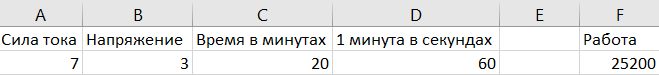 A B C D E F
Сила тока Напряжение Время в минутах 1 минута в секундах Работа
7 3 20 60 25200